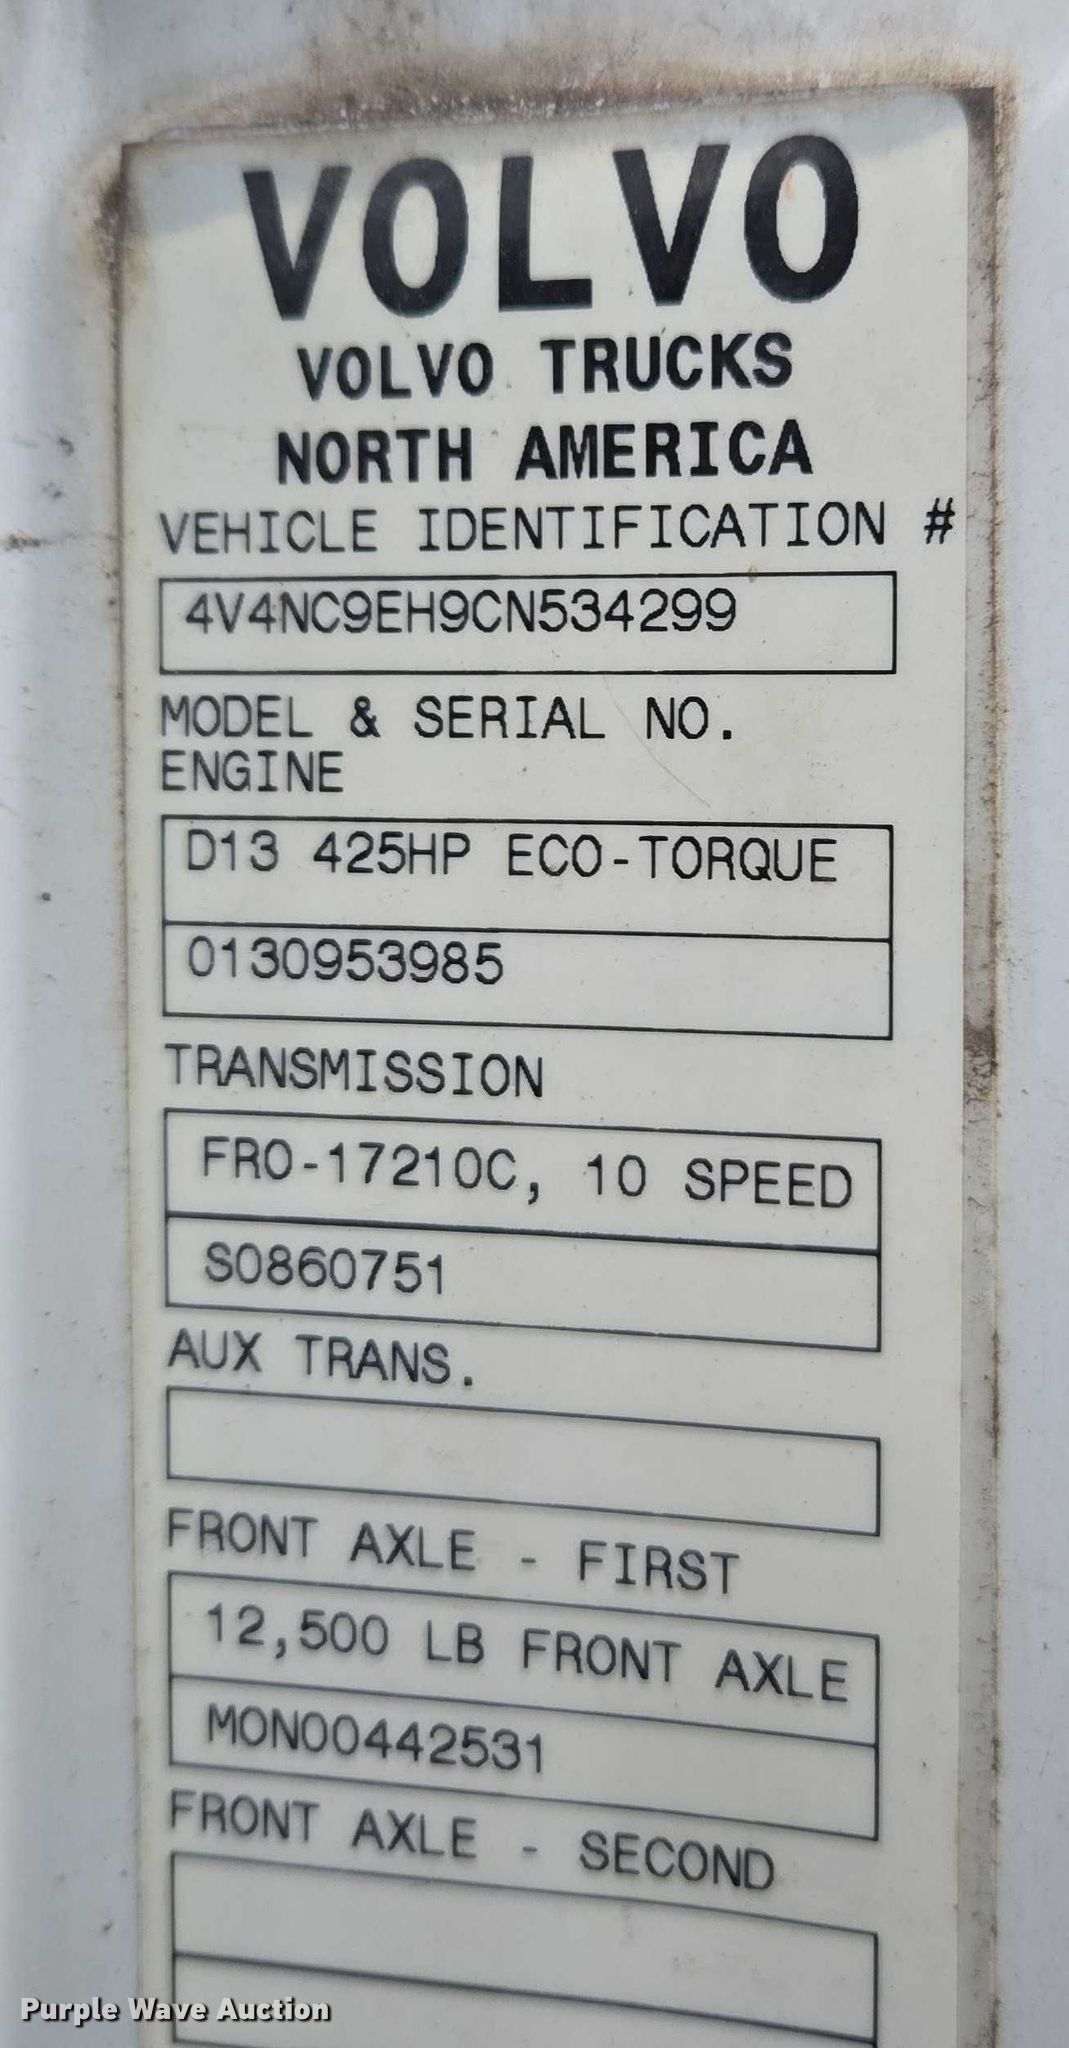 VOLVO
VOLVO TRUCKS
NORTH AMERICA
VEHICLE IDENTIFICATION #
4V4NC9EH9CN534299
MODEL & SERIAL NO.
ENGINE
D13 425HP ECO-TORQUE
0130953985
TRANSMISSION
FRO-17210C, 10 SPEED
S0860751
AUX TRANS.
FRONT AXLE - FIRST
12,500 LB FRONT AXLE
MON00442531
FRONT AXLE - SECOND
Purple Wave Auction